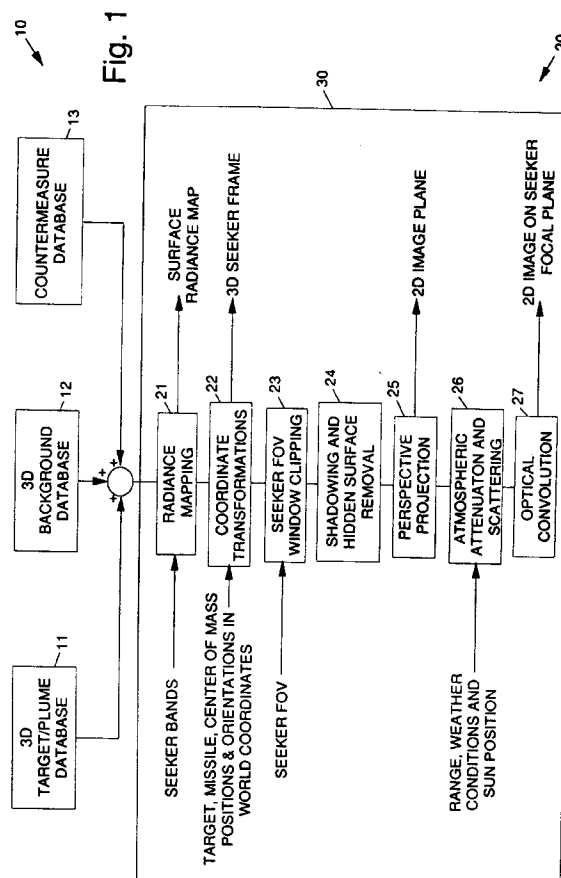 10
Fig. 1
3D
TARGET/PLUME
DATABASE
11
3D
BACKGROUND
DATABASE
12
COUNTERMEASURE
DATABASE
13
+
+
+
30
SEEKER BANDS
RADIANCE
MAPPING
21
SURFACE
RADIANCE MAP
TARGET, MISSILE, CENTER OF MASS
POSITIONS & ORIENTATIONS IN
WORLD COORDINATES
COORDINATE
TRANSFORMATIONS
22
3D SEEKER FRAME
SEEKER FOV
SEEKER FOV
WINDOW CLIPPING
23
SHADOWING AND
HIDDEN SURFACE
REMOVAL
24
PERSPECTIVE
PROJECTION
25
2D IMAGE PLANE
RANGE, WEATHER
CONDITIONS AND
SUN POSITION
ATMOSPHERIC
ATTENUATON AND
SCATTERING
26
OPTICAL
CONVOLUTION
27
2D IMAGE ON SEEKER
FOCAL PLANE